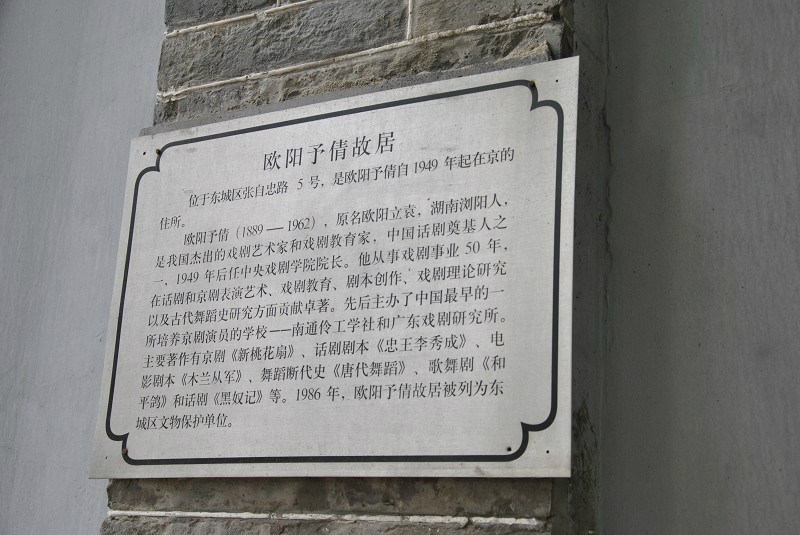 欧阳予倩故居
位于东城区张自忠路 5 号，是欧阳予倩自 1949 年起在京的
住所。
欧阳予倩（1889 — 1962），原名欧阳立袁，湖南浏阳人，
是我国杰出的戏剧艺术家和戏剧教育家，中国话剧奠基人之
一，1949 年后任中央戏剧学院院长。他从事戏剧事业 50 年，
在话剧和京剧表演艺术、戏剧教育、剧本创作、戏剧理论研究
以及古代舞蹈史研究方面贡献卓著。先后主办了中国最早的一
所培养京剧演员的学校——南通伶工学社和广东戏剧研究所。
主要著作有京剧《新桃花扇》、话剧剧本《忠王李秀成》、电
影剧本《木兰从军》、舞蹈断代史《唐代舞蹈》、歌舞剧《和
平鸽》和话剧《黑奴记》等。1986 年，欧阳予倩故居被列为东
城区文物保护单位。